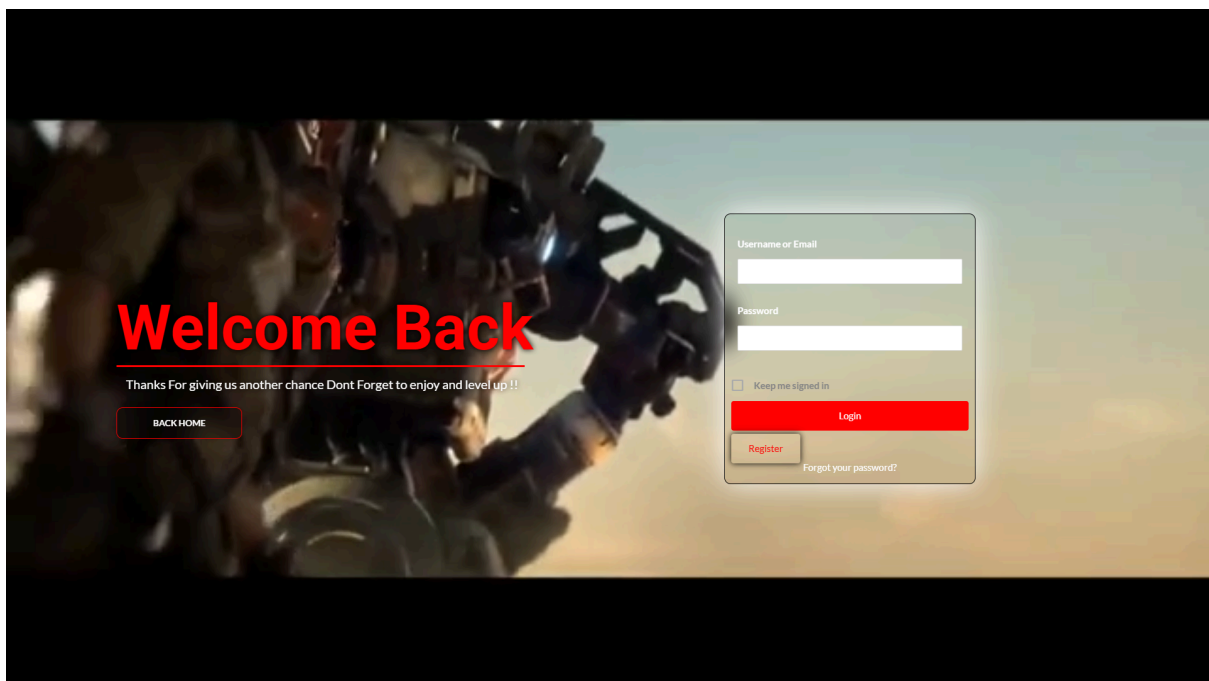 Welcome Back
Thanks For giving us another chance Dont Forget to enjoy and level up !!
BACK HOME
Username or Email
Password
Keep me signed in
Login
Register
Forgot your password?